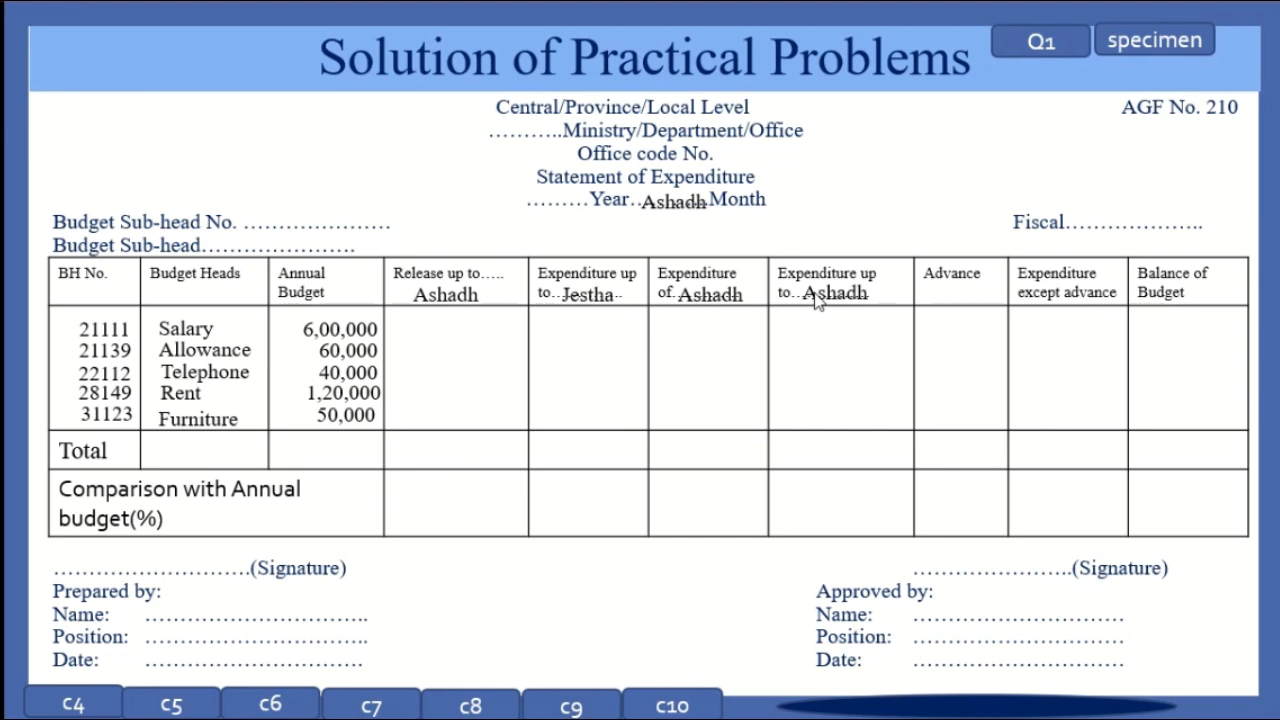 Solution of Practical Problems
Q1
specimen
Central/Province/Local Level
AGF No. 210
………..Ministry/Department/Office
Office code No.
Statement of Expenditure
………Year..Ashadh.Month
Budget Sub-head No. …………………
Fiscal………………..
Budget Sub-head…………………….
BH No. Budget Heads Annual Budget Release up to….. Ashadh Expenditure up to…Jestha.. Expenditure of. Ashadh Expenditure up to…Ashadh Advance Expenditure except advance Balance of Budget
21111 Salary 6,00,000
21139 Allowance 60,000
22112 Telephone 40,000
28149 Rent 1,20,000
31123 Furniture 50,000
Total
Comparison with Annual
budget(%)
…………………………….(Signature)
…………………..(Signature)
Prepared by:
Approved by:
Name: ………………………………..
Name: ………………………………
Position: ………………………………..
Position: ………………………………
Date: ……………………………….
Date: ………………………………
c4
c5
c6
c7
c8
c9
c10